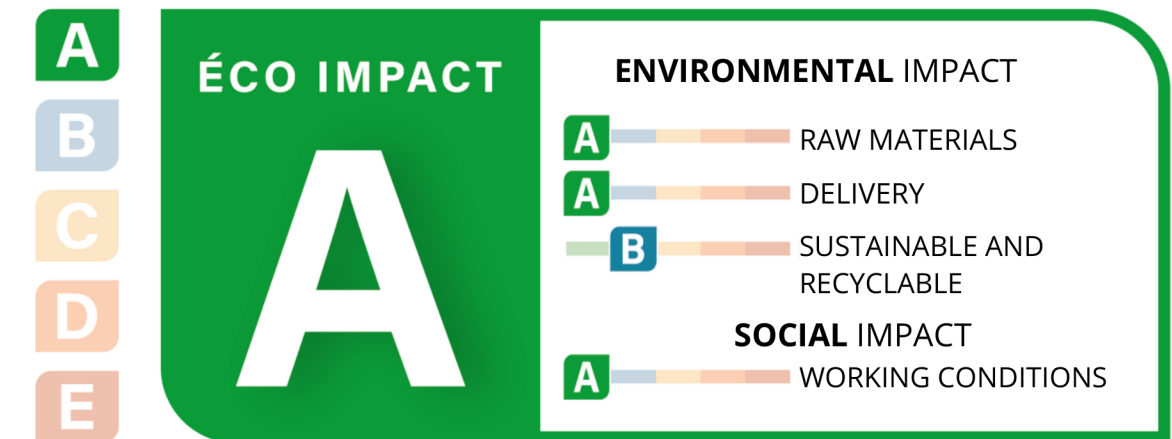 A
B
C
D
E
ÉCO IMPACT
A
ENVIRONMENTAL IMPACT
A RAW MATERIALS
A DELIVERY
B SUSTAINABLE AND
RECYCLABLE
SOCIAL IMPACT
A WORKING CONDITIONS